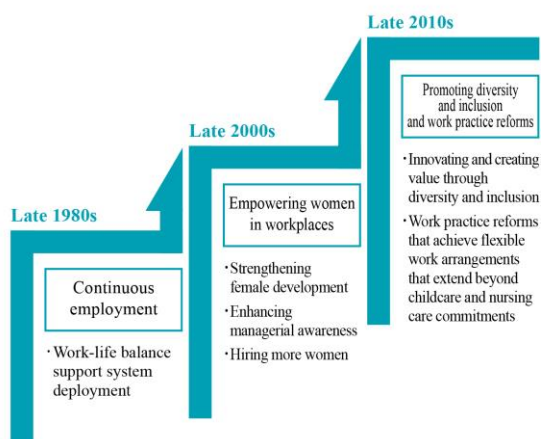 Late 1980s
Continuous
employment
・Work-life balance
support system
deployment
Late 2000s
Empowering women
in workplaces
・Strengthening
female development
・Enhancing
managerial awareness
・Hiring more women
Late 2010s
Promoting diversity
and inclusion
and work practice reforms
・Innovating and creating
value through
diversity and inclusion
・Work practice reforms
that achieve flexible
work arrangements
that extend beyond
childcare and nursing
care commitments